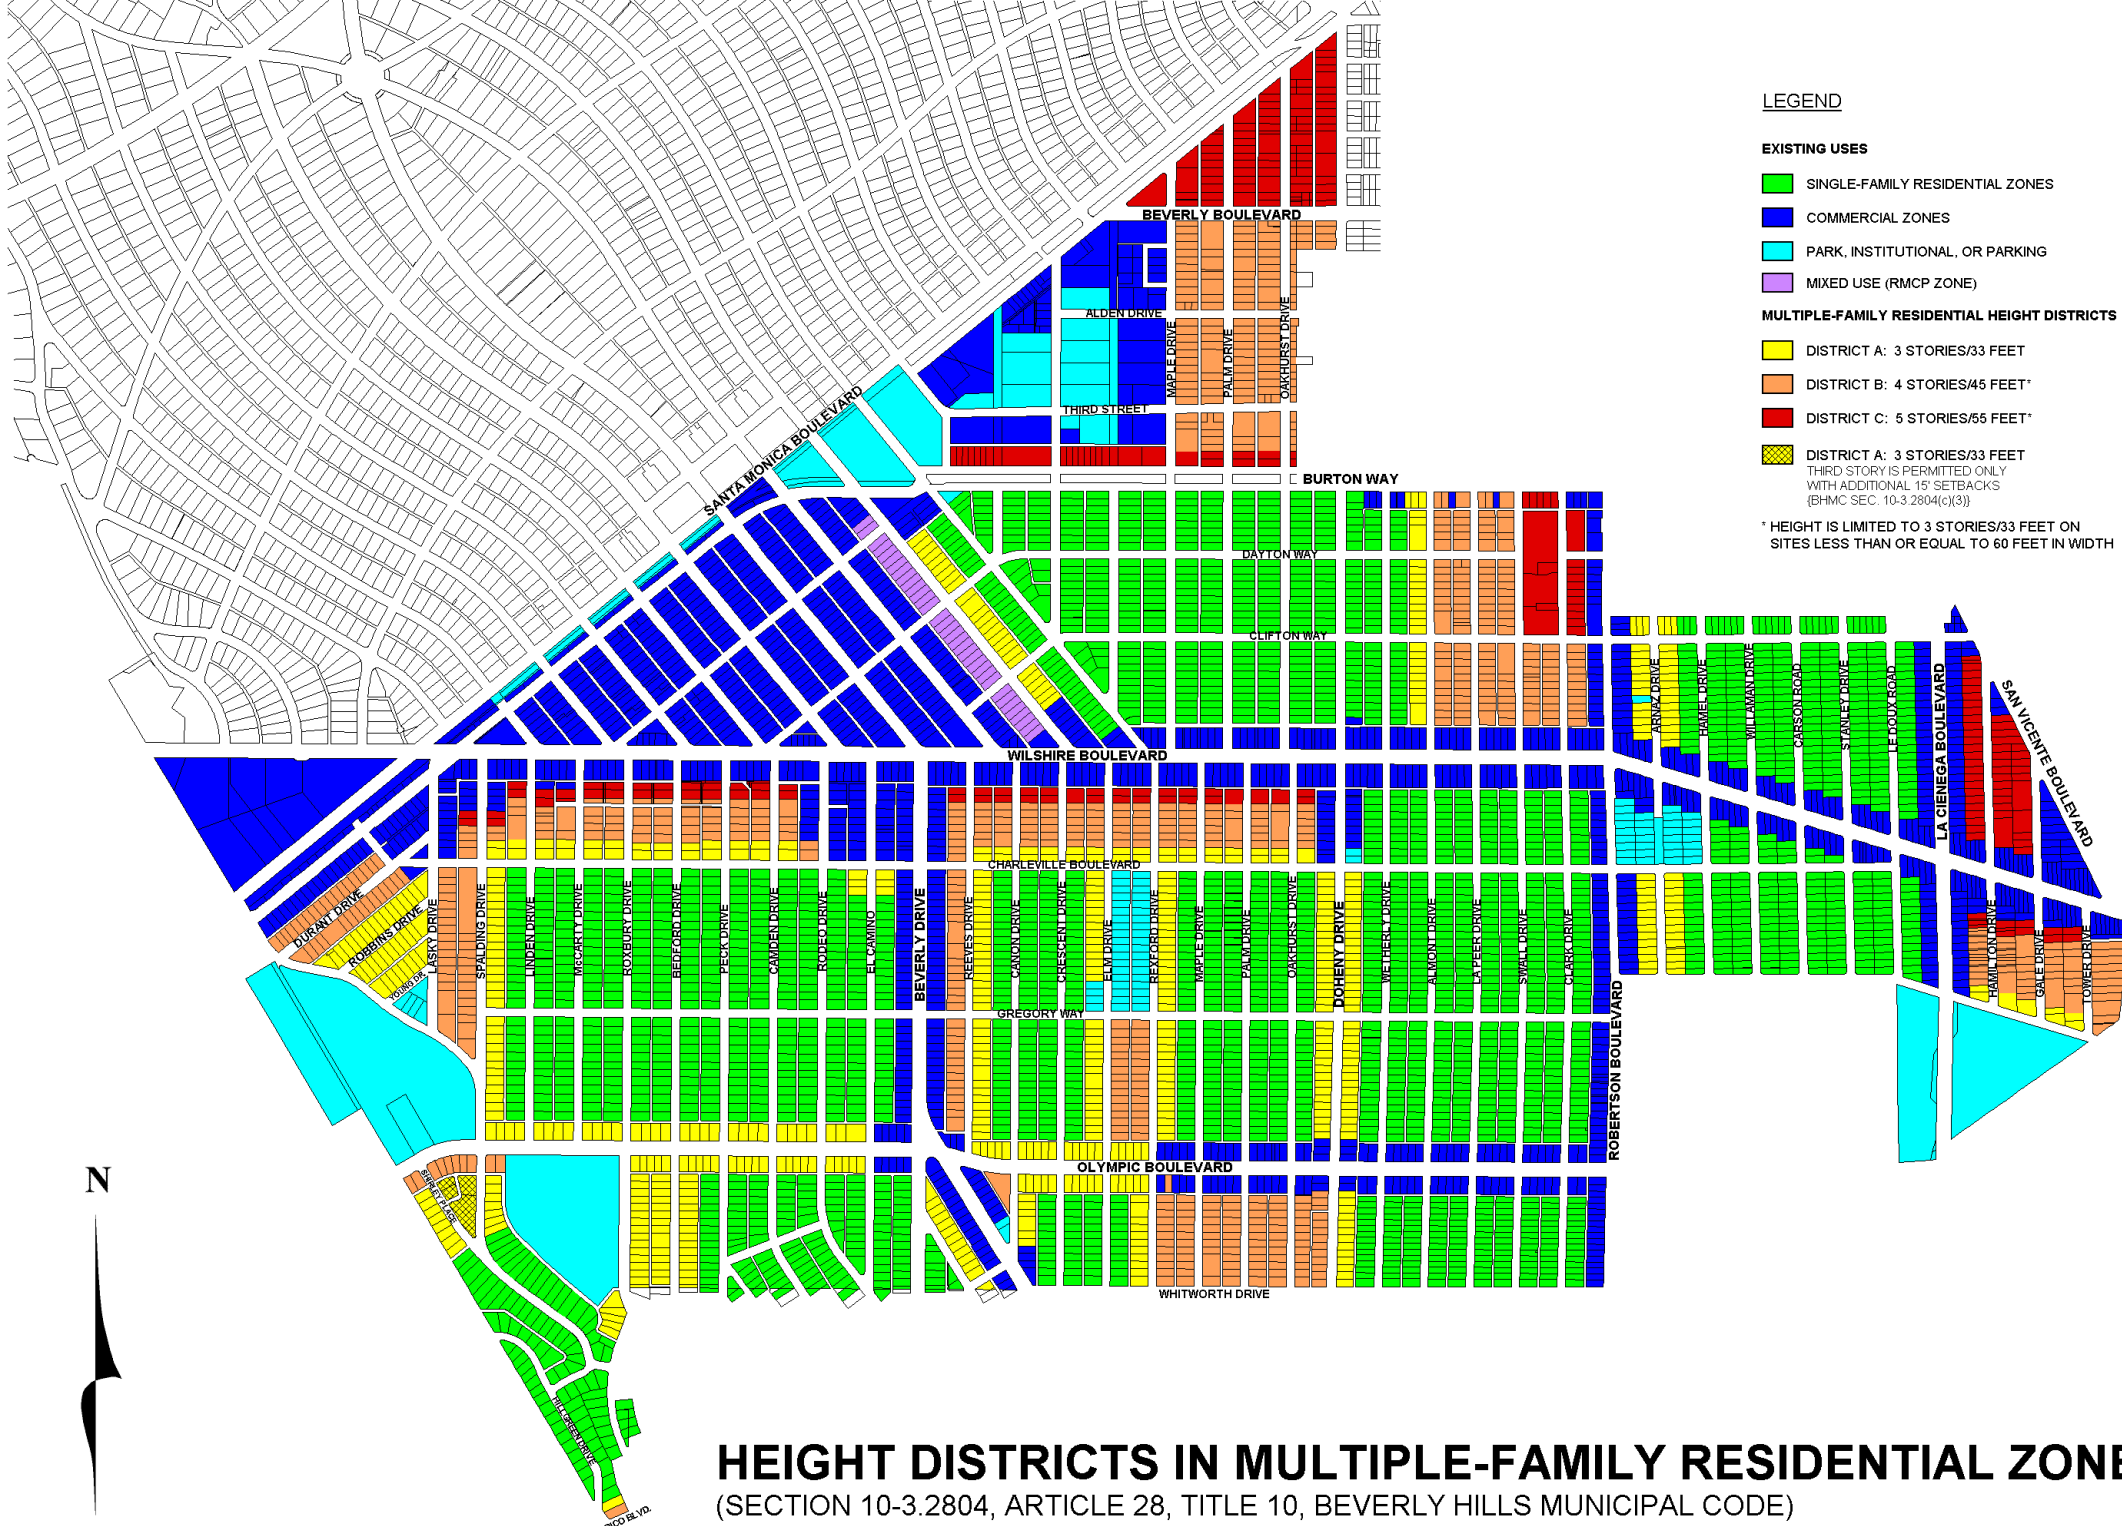 LEGEND
EXISTING USES
SINGLE-FAMILY RESIDENTIAL ZONES
COMMERCIAL ZONES
PARK, INSTITUTIONAL, OR PARKING
MIXED USE (RMCP ZONE)
MULTIPLE-FAMILY RESIDENTIAL HEIGHT DISTRICTS
DISTRICT A: 3 STORIES/33 FEET
DISTRICT B: 4 STORIES/45 FEET*
DISTRICT C: 5 STORIES/55 FEET*
DISTRICT A: 3 STORIES/33 FEET
THIRD STORY IS PERMITTED ONLY
WITH ADDITIONAL 15' SETBACKS
{BHMC SEC. 10-3.2804(c)(3)}
* HEIGHT IS LIMITED TO 3 STORIES/33 FEET ON
SITES LESS THAN OR EQUAL TO 60 FEET IN WIDTH
BEVERLY BOULEVARD
ALDEN DRIVE
MAPLE DRIVE
PALM DRIVE
OAKHURST DRIVE
THIRD STREET
SANTA MONICA BOULEVARD
BURTON WAY
DAYTON WAY
CLIFTON WAY
WILSHIRE BOULEVARD
ARNAZ DRIVE
HAMEL DRIVE
WILLAMAN DRIVE
CARSON ROAD
STANLEY DRIVE
LE DOUX ROAD
LA CIENEGA BOULEVARD
SAN VICENTE BOULEVARD
CHARLEVILLE BOULEVARD
DURANT DRIVE
ROBBINS DRIVE
YOUNG DR.
LASKY DRIVE
SPALDING DRIVE
LINDEN DRIVE
McCARTY DRIVE
ROXBURY DRIVE
BEDFORD DRIVE
PECK DRIVE
CAMDEN DRIVE
RODEO DRIVE
EL CAMINO
BEVERLY DRIVE
REEVES DRIVE
CANON DRIVE
CRESCENT DRIVE
ELM DRIVE
REXFORD DRIVE
MAPLE DRIVE
PALM DRIVE
OAKHURST DRIVE
DOHENY DRIVE
WETHERLY DRIVE
ALMONT DRIVE
LA PEER DRIVE
SWALL DRIVE
CLARK DRIVE
ROBERTSON BOULEVARD
HAMILTON DRIVE
GALE DRIVE
TOWER DRIVE
GREGORY WAY
OLYMPIC BOULEVARD
SHIRLEY PLACE
WHITWORTH DRIVE
HILLGREEN DRIVE
PICO BLVD.
N
HEIGHT DISTRICTS IN MULTIPLE-FAMILY RESIDENTIAL ZONE
(SECTION 10-3.2804, ARTICLE 28, TITLE 10, BEVERLY HILLS MUNICIPAL CODE)